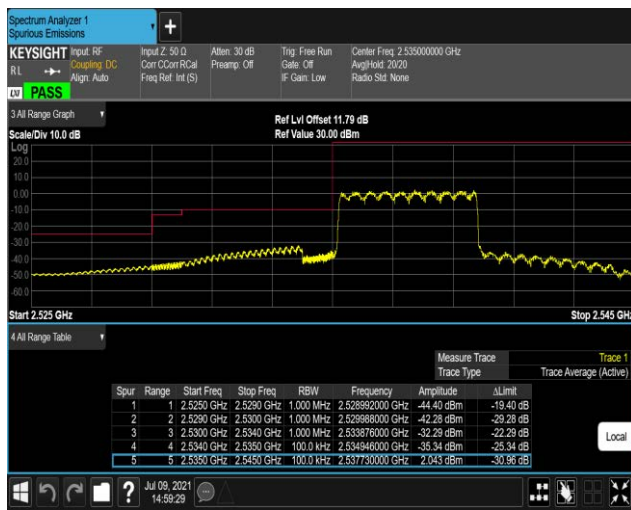 Spectrum Analyzer 1
Spurious Emissions
KEYSIGHT Input: RF Input Z: 50 Ω Atten: 30 dB Trig: Free Run Center Freq: 2.535000000 GHz
RL Coupling: DC Corr CCorr RCal Preamp: Off Gate: Off Avg|Hold: 20/20
Align: Auto Freq Ref: Int (S) IF Gain: Low Radio Std: None
LXI PASS
3 All Range Graph
Ref Lvl Offset 11.79 dB
Scale/Div 10.0 dB Ref Value 30.00 dBm
Log
20.0
10.0
0.00
-10.0
-20.0
-30.0
-40.0
-50.0
-60.0
Start 2.525 GHz Stop 2.545 GHz
4 All Range Table
Measure Trace Trace 1
Trace Type Trace Average (Active)
Spur Range Start Freq Stop Freq RBW Frequency Amplitude ΔLimit
1 1 2.5250 GHz 2.5290 GHz 1.000 MHz 2.528992000 GHz -44.40 dBm -19.40 dB
2 2 2.5290 GHz 2.5300 GHz 1.000 MHz 2.529988000 GHz -42.28 dBm -29.28 dB
3 3 2.5300 GHz 2.5340 GHz 1.000 MHz 2.533876000 GHz -32.29 dBm -22.29 dB
4 4 2.5340 GHz 2.5350 GHz 100.0 kHz 2.534946000 GHz -35.34 dBm -25.34 dB
5 5 2.5350 GHz 2.5450 GHz 100.0 kHz 2.537730000 GHz 2.043 dBm -30.96 dB
Local
Jul 09, 2021
14:59:29